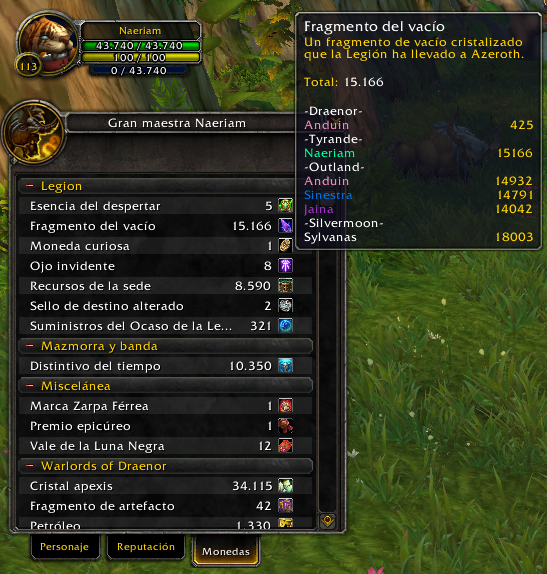 Naeriam
43.740 / 43.740
100 / 100
0 / 43.740
113
Gran maestra Naeriam
Legion
Esencia del despertar 5
Fragmento del vacío 15.166
Moneda curiosa 1
Ojo invidente 8
Recursos de la sede 8.590
Sello de destino alterado 2
Suministros del Ocaso de la Le... 321
Mazmorra y banda
Distintivo del tiempo 10.350
Miscelánea
Marca Zarpa Férrea 1
Premio epicúreo 1
Vale de la Luna Negra 12
Warlords of Draenor
Cristal apexis 34.115
Fragmento de artefacto 42
Petróleo 1.330
Personaje Reputación Monedas
Fragmento del vacío
Un fragmento de vacío cristalizado
que la Legión ha llevado a Azeroth.
Total: 15.166
-Draenor-
Anduin 425
-Tyrande-
Naeriam 15166
-Outland-
Anduin 14932
Sinestra 14791
Jaina 14042
-Silvermoon-
Sylvanas 18003